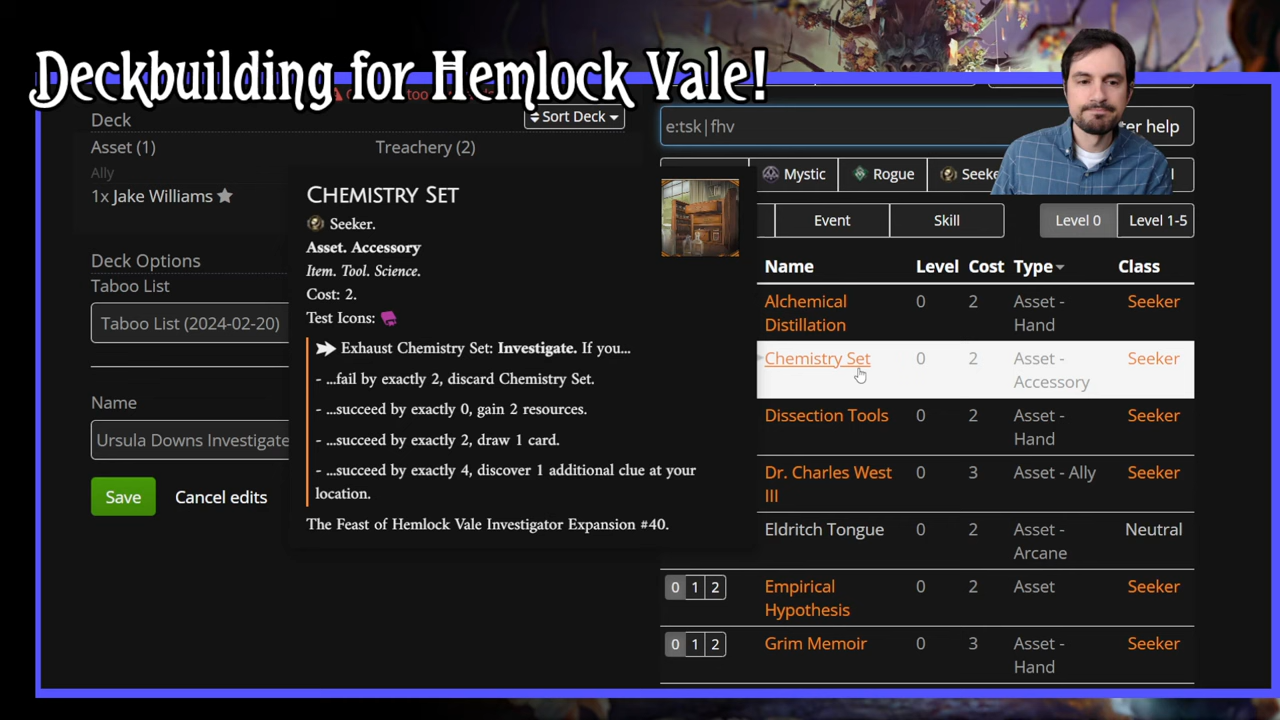 Deckbuilding for Hemlock Vale!
too
Deck
Sort Deck
Asset (1)
Treachery (2)
Ally
1x Jake Williams
Deck Options
Taboo List
Taboo List (2024-02-20)
Name
Ursula Downs Investigate
Save
Cancel edits
CHEMISTRY SET
Seeker.
Asset. Accessory
Item. Tool. Science.
Cost: 2.
Test Icons:
Exhaust Chemistry Set: Investigate. If you...
- ...fail by exactly 2, discard Chemistry Set.
- ...succeed by exactly 0, gain 2 resources.
- ...succeed by exactly 2, draw 1 card.
- ...succeed by exactly 4, discover 1 additional clue at your
location.
The Feast of Hemlock Vale Investigator Expansion #40.
e:tsk|fhv
er help
Mystic
Rogue
Seeke
Event
Skill
Level 0
Level 1-5
Name
Level
Cost
Type
Class
Alchemical
Distillation
0
2
Asset -
Hand
Seeker
Chemistry Set
0
2
Asset -
Accessory
Seeker
Dissection Tools
0
2
Asset -
Hand
Seeker
Dr. Charles West
III
0
3
Asset - Ally
Seeker
Eldritch Tongue
0
2
Asset -
Arcane
Neutral
0 1 2
Empirical
Hypothesis
0
2
Asset
Seeker
0 1 2
Grim Memoir
0
3
Asset -
Hand
Seeker